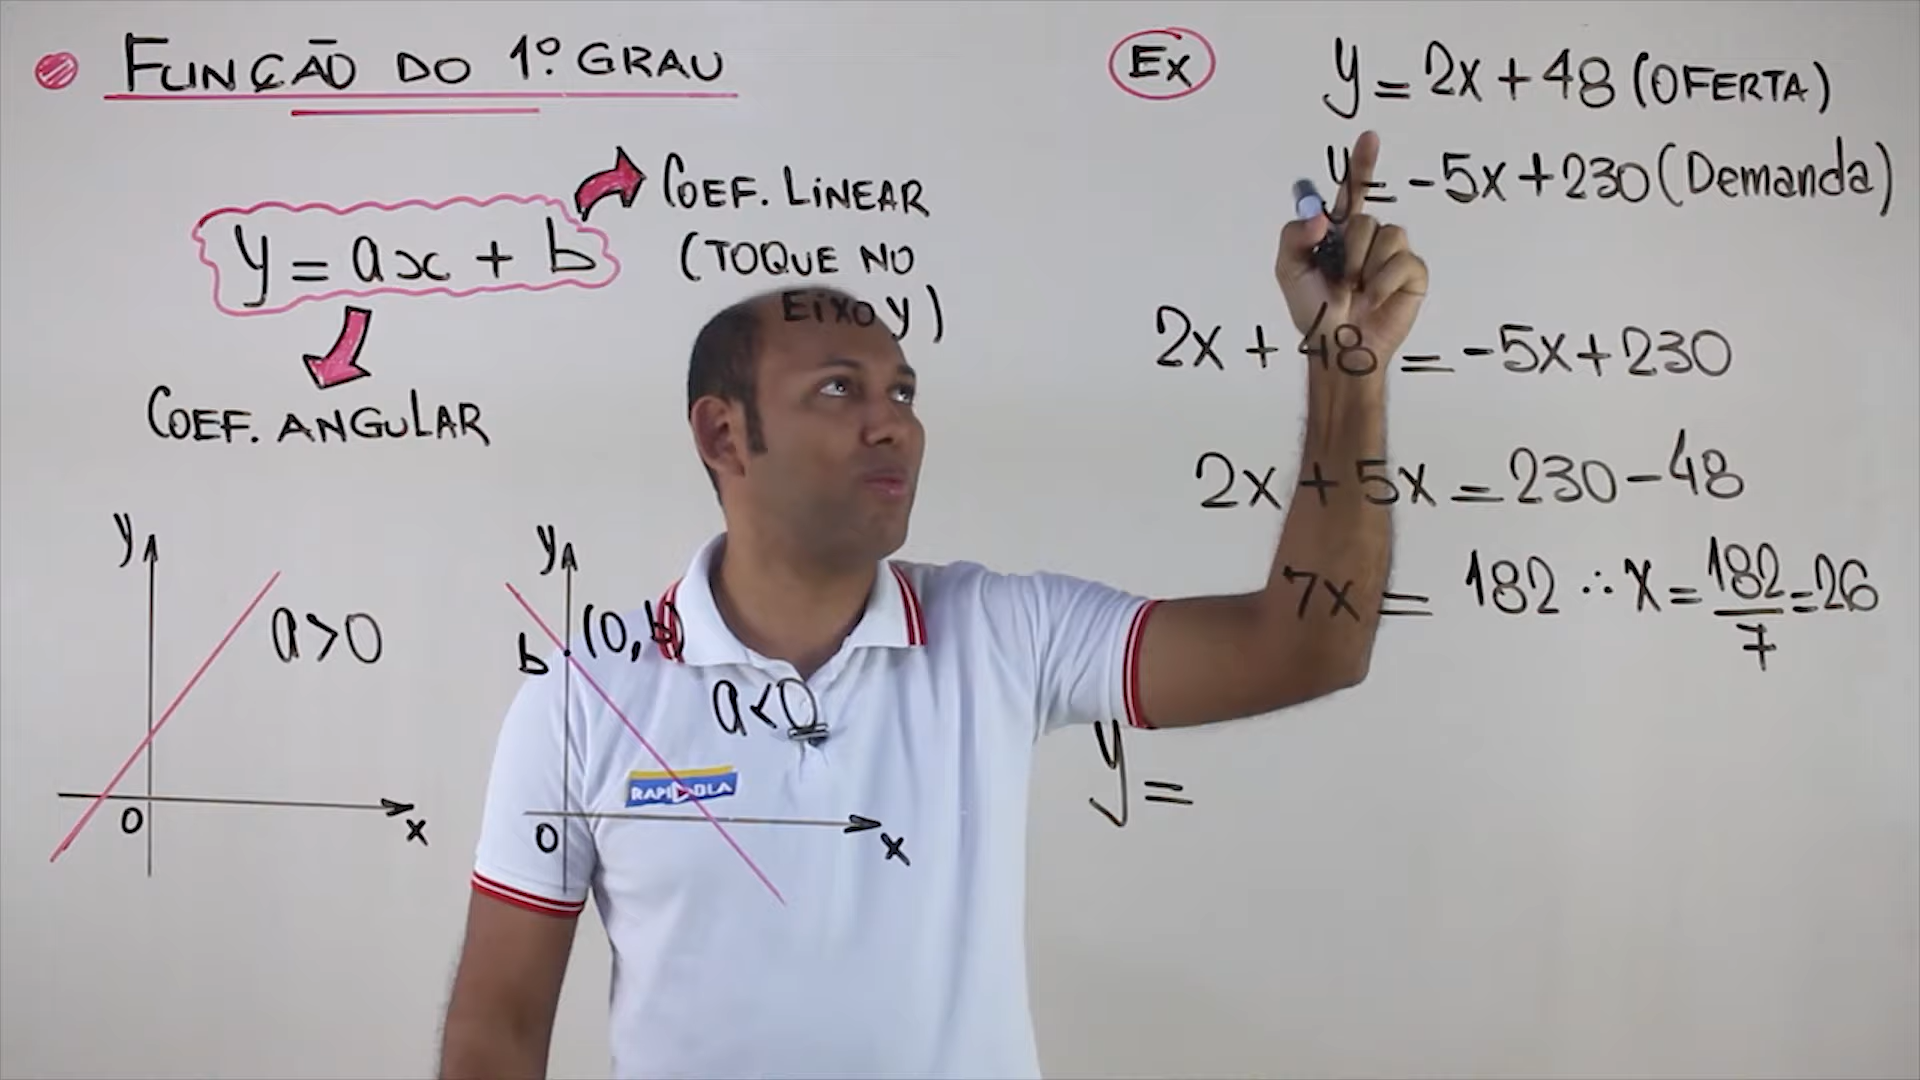 FUNÇÃO DO 1º GRAU
y = ax + b
COEF. LINEAR
(TOQUE NO
EIXO y)
COEF. ANGULAR
y
a>0
0
x
y
b
(0, b)
a<0
0
x
RAPIDOLA
Ex
y = 2x + 48 (OFERTA)
y = -5x + 230 (Demanda)
2x + 48 = -5x + 230
2x + 5x = 230 - 48
7x = 182 ∴ x = 182/7 = 26
y =